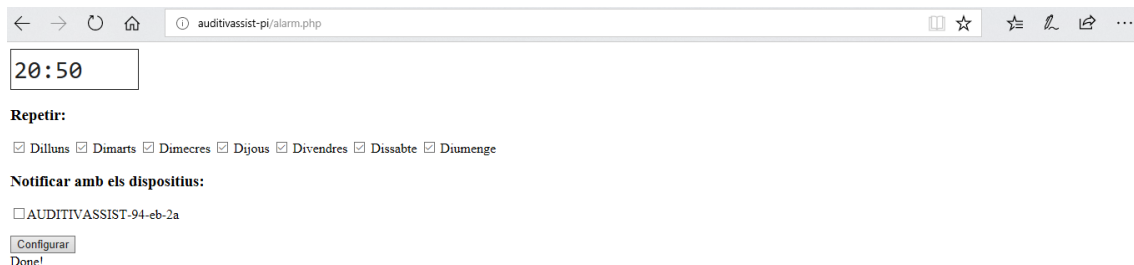 auditivassist-pi/alarm.php
20:50
Repetir:
Dilluns Dimarts Dimecres Dijous Divendres Dissabte Diumenge
Notificar amb els dispositius:
AUDITIVASSIST-94-eb-2a
Configurar
Done!